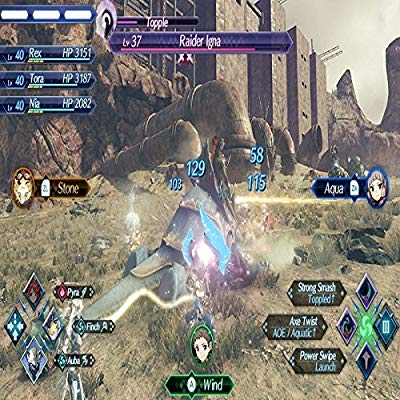 Topple
Lv 37 Raider Igna
Lv 40 Rex HP 3151
Lv 40 Tora HP 3187
Lv 40 Nia HP 2082
129
58
103
115
ZL Stone
Aqua ZR
Pyra
Finch
Auba
Strong Smash
Toppled↑
Axe Twist
AOE / Aquatic↑
Power Swipe
Launch
A Wind